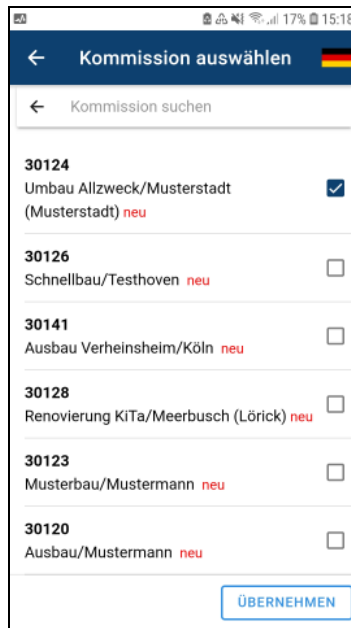 17% 15:18
Kommission auswählen
Kommission suchen
30124
Umbau Allzweck/Musterstadt
(Musterstadt) neu
30126
Schnellbau/Testhoven neu
30141
Ausbau Verheinsheim/Köln neu
30128
Renovierung KiTa/Meerbusch (Lörick) neu
30123
Musterbau/Mustermann neu
30120
Ausbau/Mustermann neu
ÜBERNEHMEN